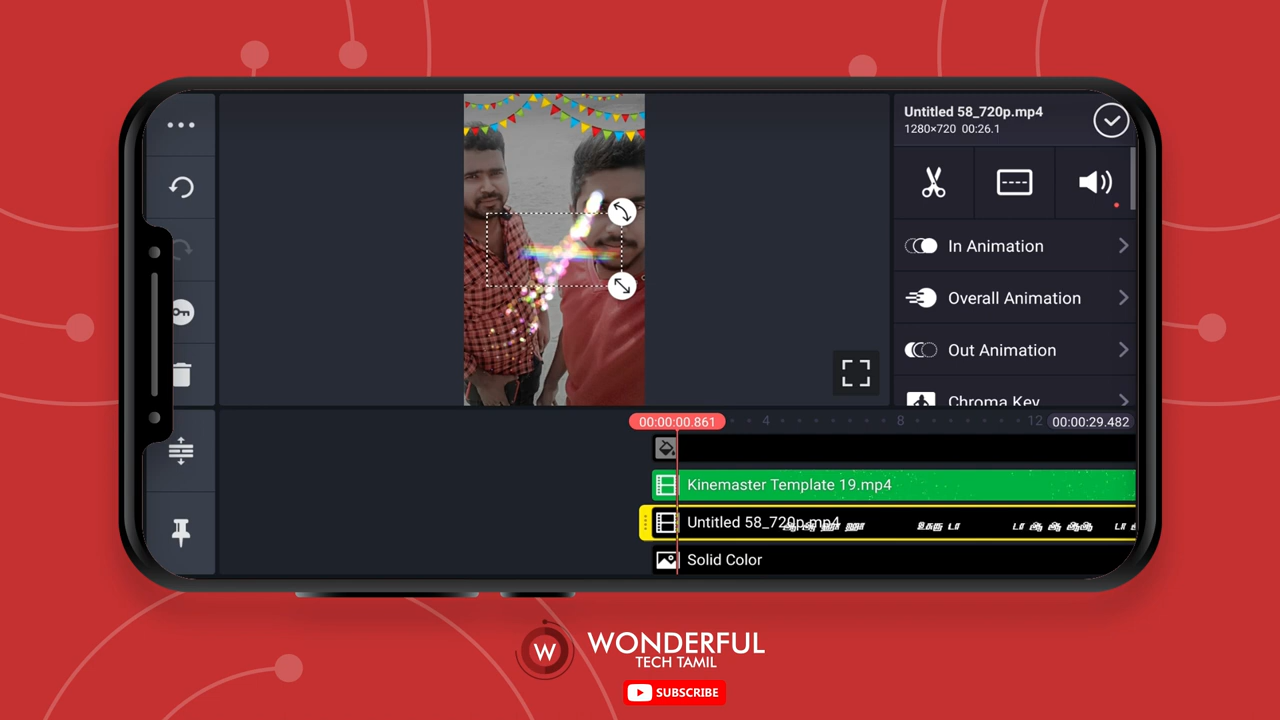 Untitled 58_720p.mp4
1280×720 00:26.1
In Animation
Overall Animation
Out Animation
Chroma Key
00:00:00.861
4
8
12
00:00:29.482
Kinemaster Template 19.mp4
Untitled 58_720p.mp4
Solid Color
W
WONDERFUL
TECH TAMIL
SUBSCRIBE